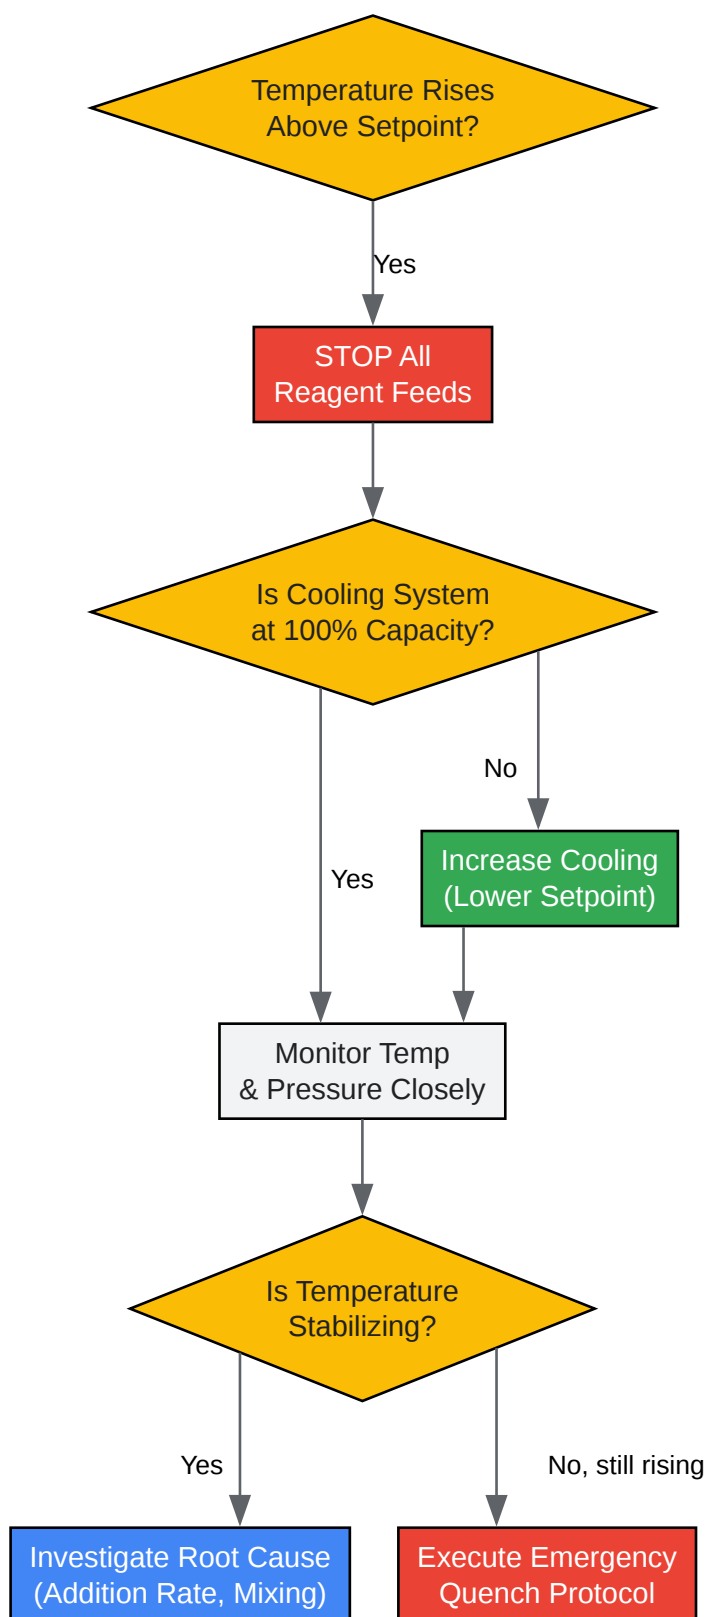 Temperature Rises
Above Setpoint?
Yes
STOP All
Reagent Feeds
Is Cooling System
at 100% Capacity?
No
Increase Cooling
(Lower Setpoint)
Yes
Monitor Temp
& Pressure Closely
Is Temperature
Stabilizing?
Yes
No, still rising
Investigate Root Cause
(Addition Rate, Mixing)
Execute Emergency
Quench Protocol